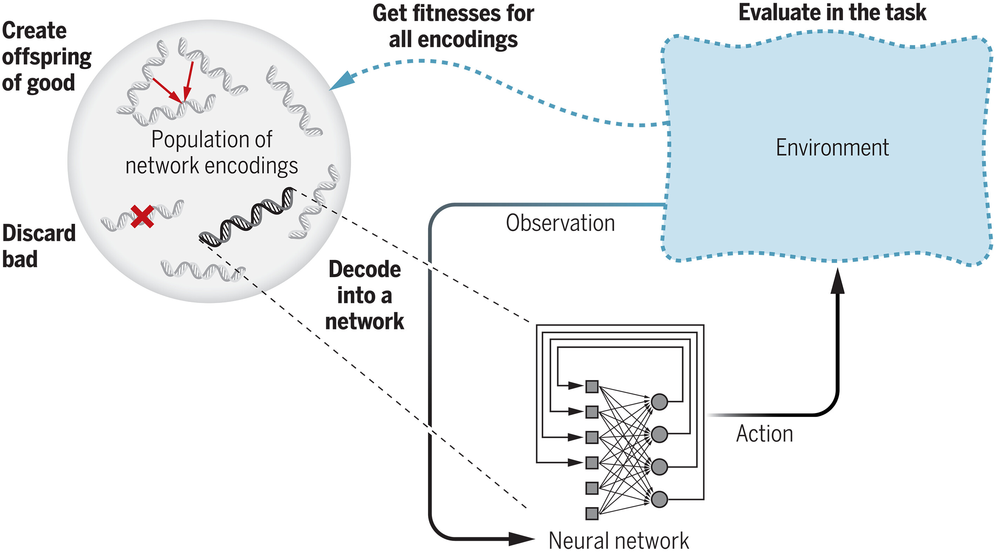 Create
offspring
of good
Get fitnesses for
all encodings
Evaluate in the task
Population of
network encodings
Environment
Discard
bad
Observation
Decode
into a
network
Action
Neural network